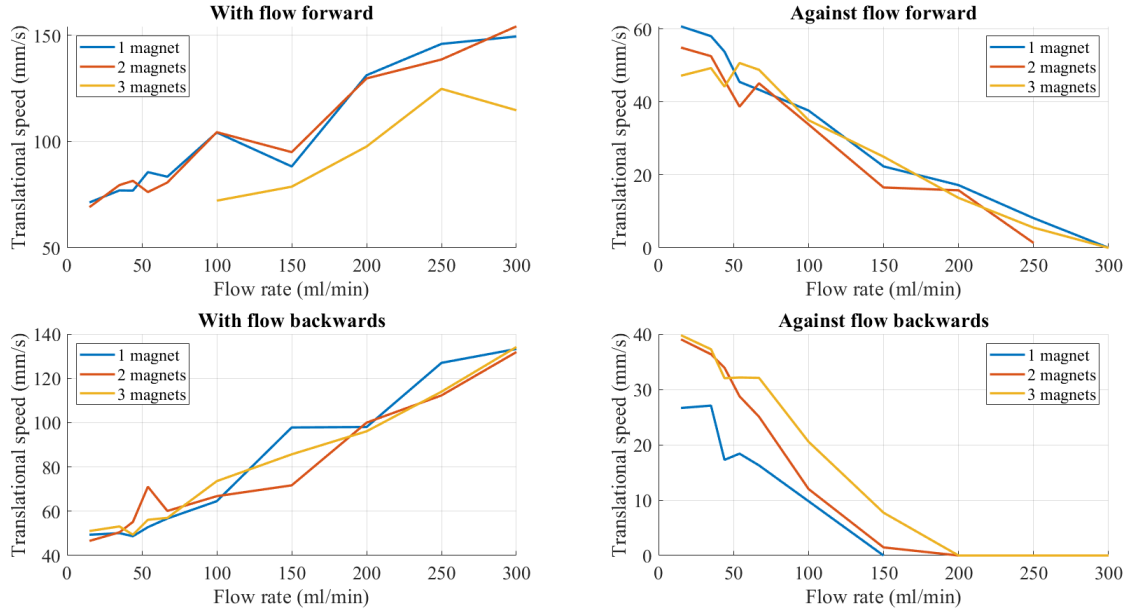 With flow forward
Translational speed (mm/s)
150
100
50
1 magnet
2 magnets
3 magnets
0 50 100 150 200 250 300
Flow rate (ml/min)
Against flow forward
Translational speed (mm/s)
60
40
20
0
1 magnet
2 magnets
3 magnets
0 50 100 150 200 250 300
Flow rate (ml/min)
With flow backwards
Translational speed (mm/s)
140
120
100
80
60
40
1 magnet
2 magnets
3 magnets
0 50 100 150 200 250 300
Flow rate (ml/min)
Against flow backwards
Translational speed (mm/s)
40
30
20
10
0
1 magnet
2 magnets
3 magnets
0 50 100 150 200 250 300
Flow rate (ml/min)